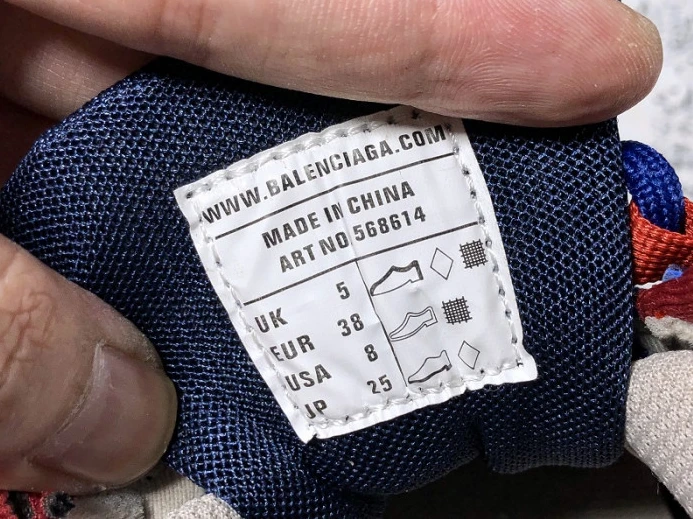 WWW.BALENCIAGA.COM
MADE IN CHINA
ART NO 568614
UK 5
EUR 38
USA 8
JP 25